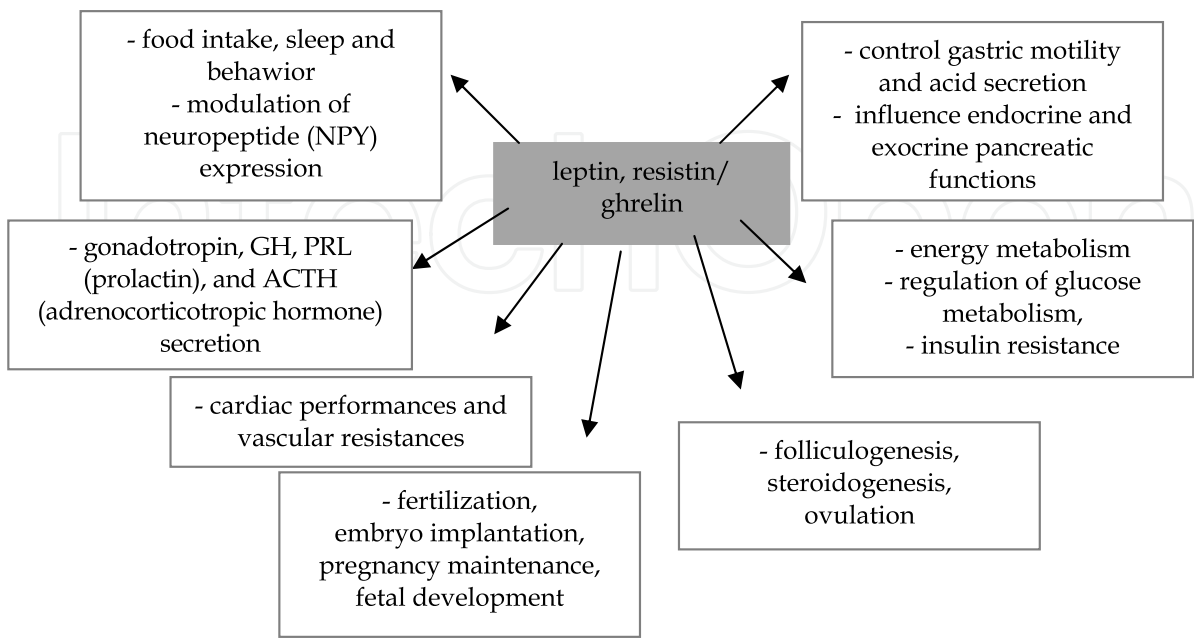 - food intake, sleep and
behawior
- modulation of
neuropeptide (NPY)
expression
- control gastric motility
and acid secretion
- influence endocrine and
exocrine pancreatic
functions
leptin, resistin/
ghrelin
- gonadotropin, GH, PRL
(prolactin), and ACTH
(adrenocorticotropic hormone)
secretion
- energy metabolism
- regulation of glucose
metabolism,
- insulin resistance
- cardiac performances and
vascular resistances
- folliculogenesis,
steroidogenesis,
ovulation
- fertilization,
embryo implantation,
pregnancy maintenance,
fetal development